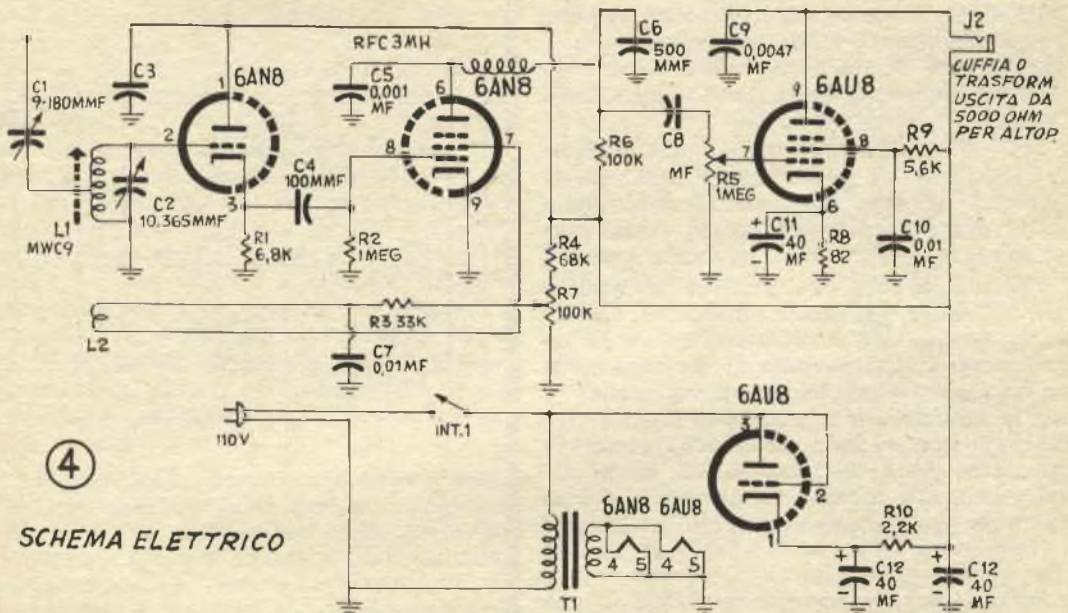 C1
9-180MMF
C3
1
6AN8
2
3
C2
10.365MMF
L1
MWC9
R1
6,8K
C4
100MMF
R2
1MEG
RFC 3MH
C5
0,001
MF
6AN8
6
7
8
9
C6
500
MMF
C8
MF
R6
100K
R5
1MEG
R4
68K
R7
100K
R3 33K
L2
C7
0,01MF
C9
0,0047
MF
6AU8
9
7
8
6
C11
+
40
MF
-
R8
82
R9
5,6K
C10
0,01
MF
J2
CUFFIA O
TRASFORM.
USCITA DA
5000 OHM
PER ALTOP.
110V
INT.1
6AU8
3
2
1
6AN8 6AU8
4 5 4 5
T1
R10
2,2K
+
C12
40
MF
-
+
C12
40
MF
-
4
SCHEMA ELETTRICO